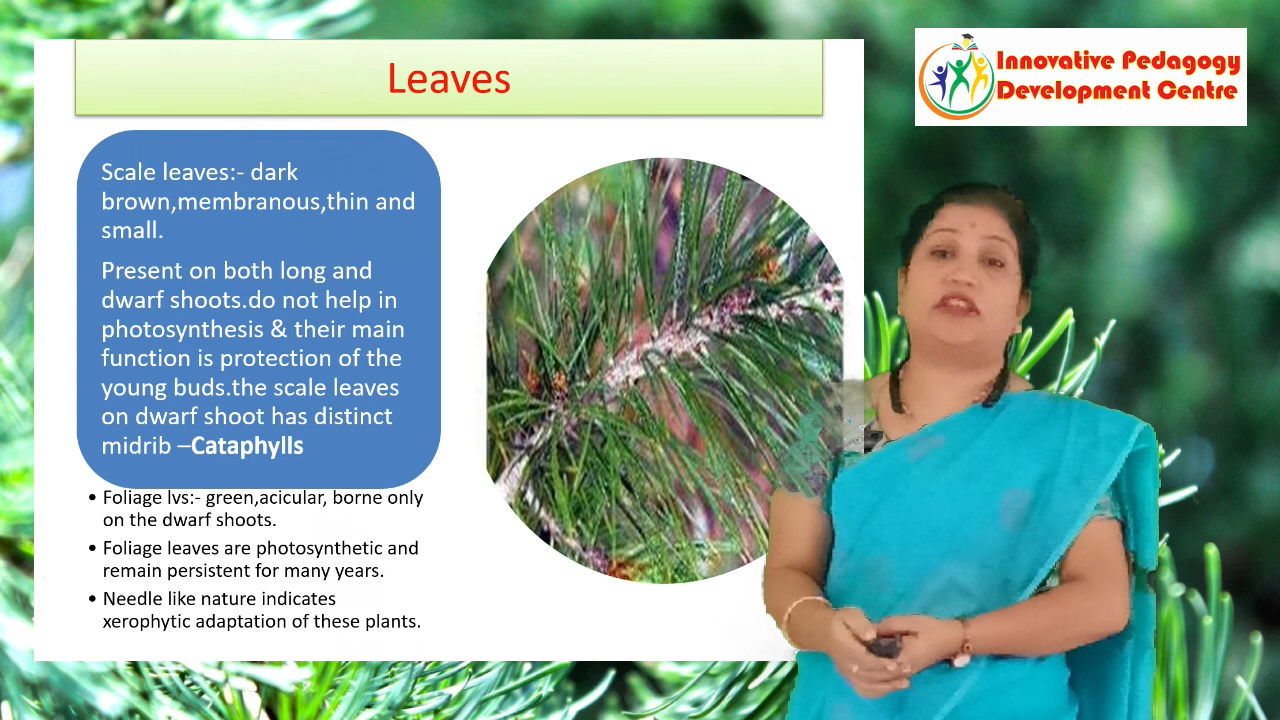 Leaves
Innovative Pedagogy
Development Centre
Scale leaves:- dark
brown,membranous,thin and
small.
Present on both long and
dwarf shoots.do not help in
photosynthesis & their main
function is protection of the
young buds.the scale leaves
on dwarf shoot has distinct
midrib –Cataphylls
• Foliage lvs:- green,acicular, borne only
on the dwarf shoots.
• Foliage leaves are photosynthetic and
remain persistent for many years.
• Needle like nature indicates
xerophytic adaptation of these plants.